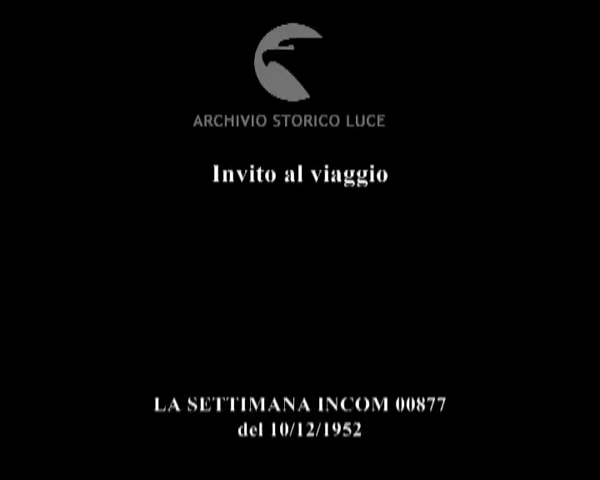 ARCHIVIO STORICO LUCE
Invito al viaggio
LA SETTIMANA INCOM 00877
del 10/12/1952